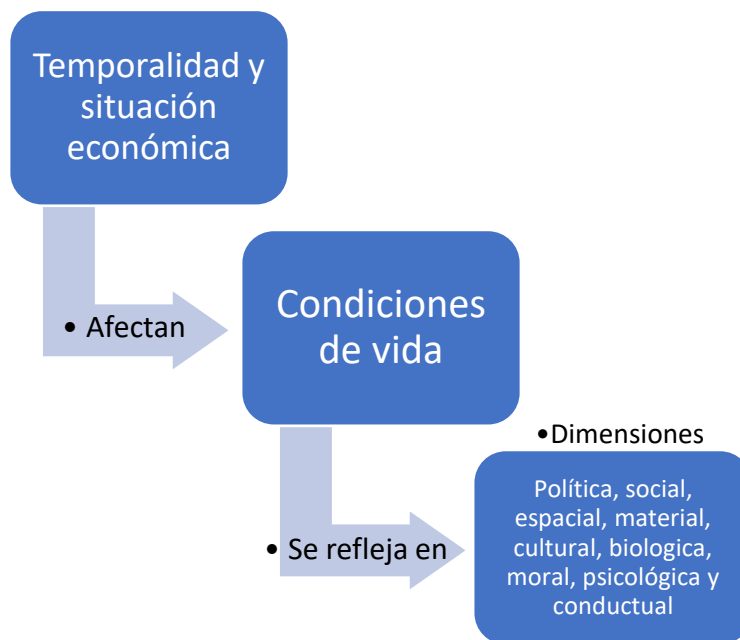 Temporalidad y
situación
económica
• Afectan
Condiciones
de vida
•Dimensiones
Política, social,
espacial, material,
cultural, biologica,
moral, psicológica y
conductual
• Se refleja en